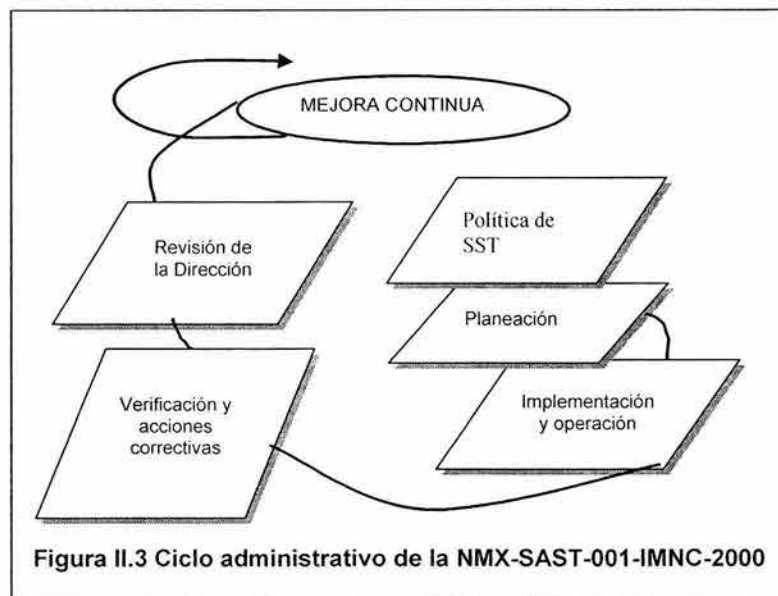 MEJORA CONTINUA
Política de
SST
Planeación
Implementación
y operación
Verificación y
acciones
correctivas
Revisión de
la Dirección
Figura II.3 Ciclo administrativo de la NMX-SAST-001-IMNC-2000